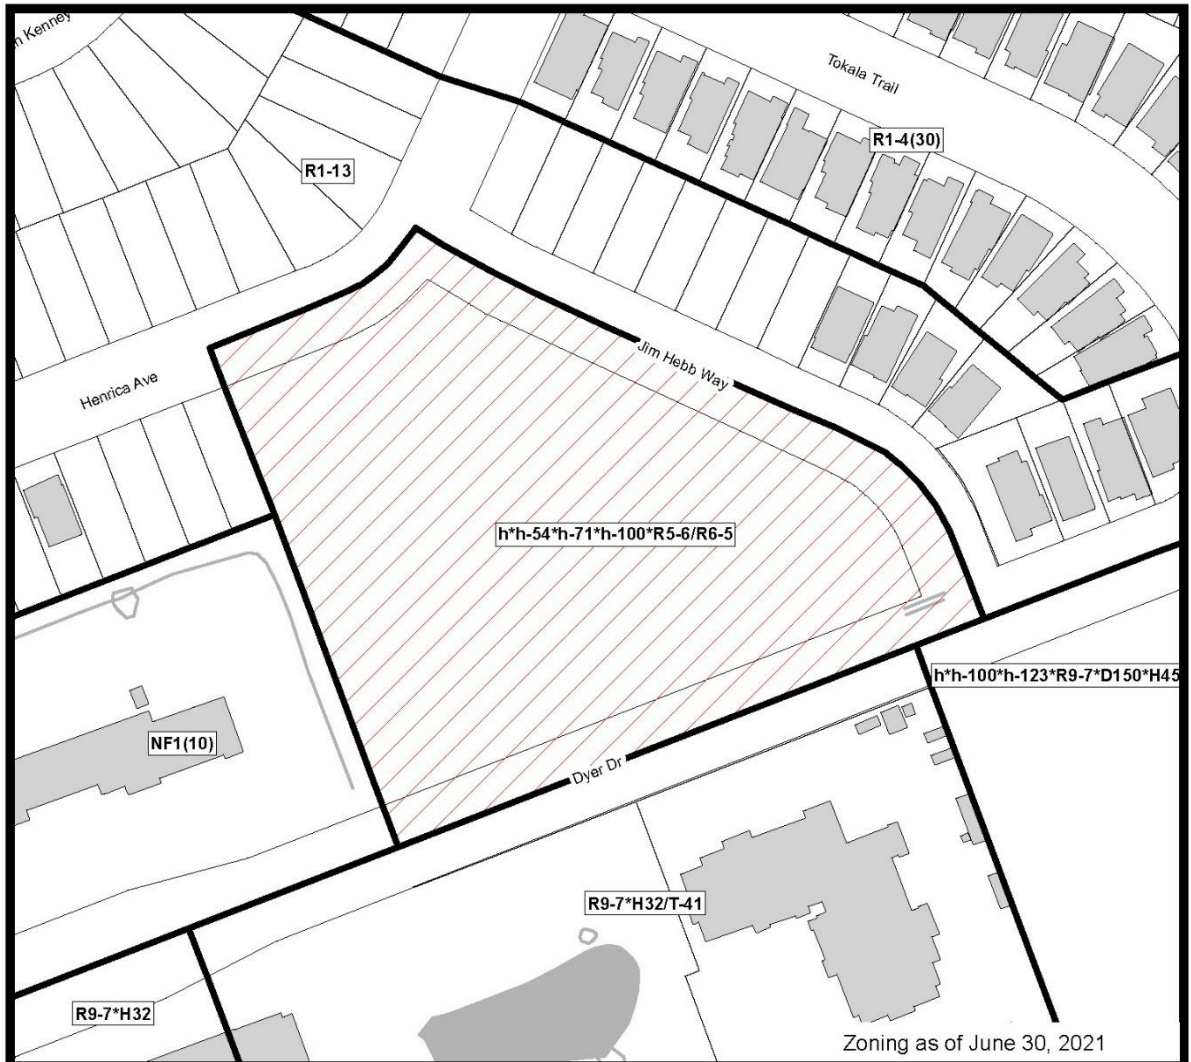 Kenney
Tokala Trail
R1-4(30)
R1-13
Jim Hebb Way
Henrica Ave
h*h-54*h-71*h-100*R5-6/R6-5
h*h-100*h-123*R9-7*D150*H45
NF1(10)
Dyer Dr
R9-7*H32/T-41
R9-7*H32
Zoning as of June 30, 2021